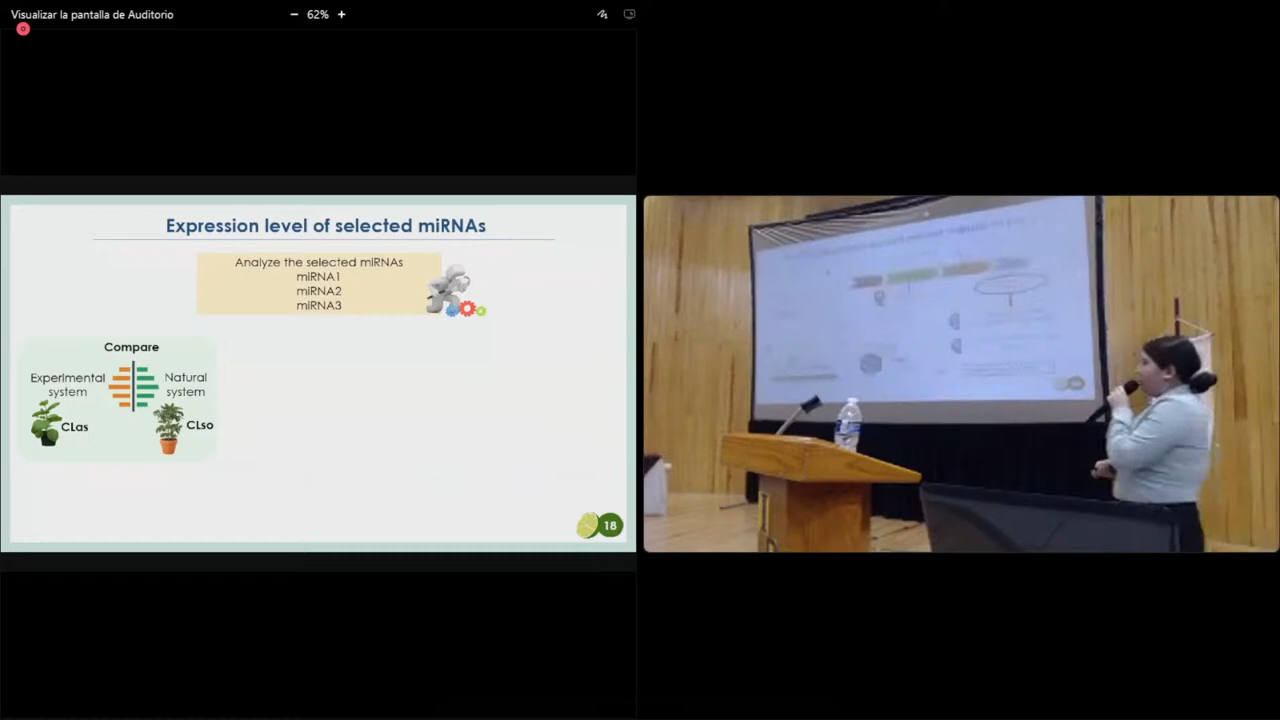 Visualizar la pantalla de Auditorio
62%
Expression level of selected miRNAs
Analyze the selected miRNAs
miRNA1
miRNA2
miRNA3
Compare
Experimental
system
Natural
system
CLas
CLso
18